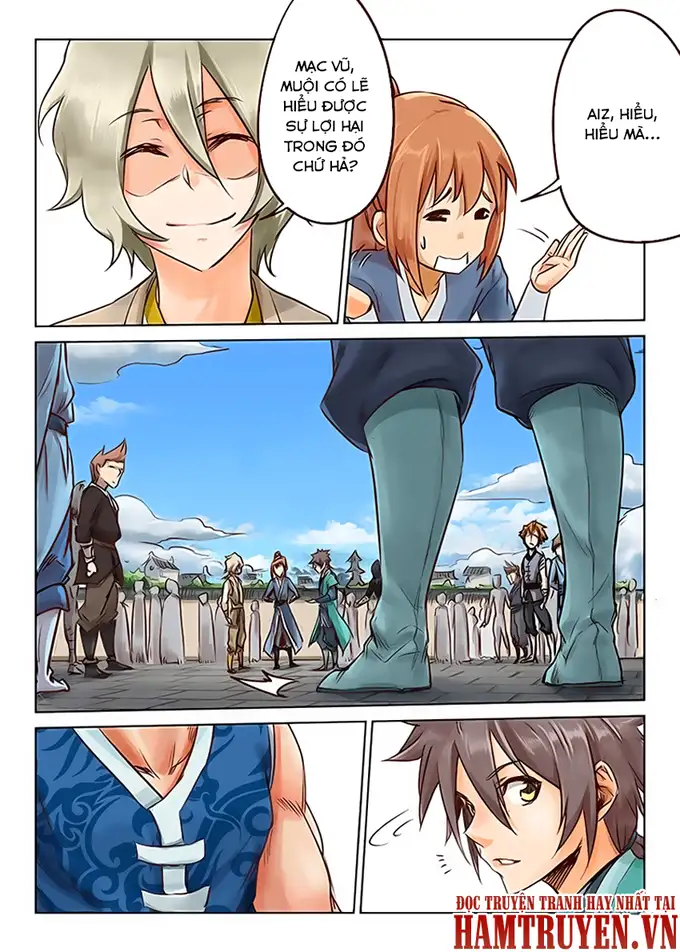 MẠC VŨ,
MUỘI CÓ LẼ
HIỂU ĐƯỢC
SỰ LỢI HẠI
TRONG ĐÓ
CHỨ HẢ?
AIZ, HIỂU,
HIỂU MÀ...
ĐỌC TRUYỆN TRANH HAY NHẤT TẠI
HAMTRUYEN.VN